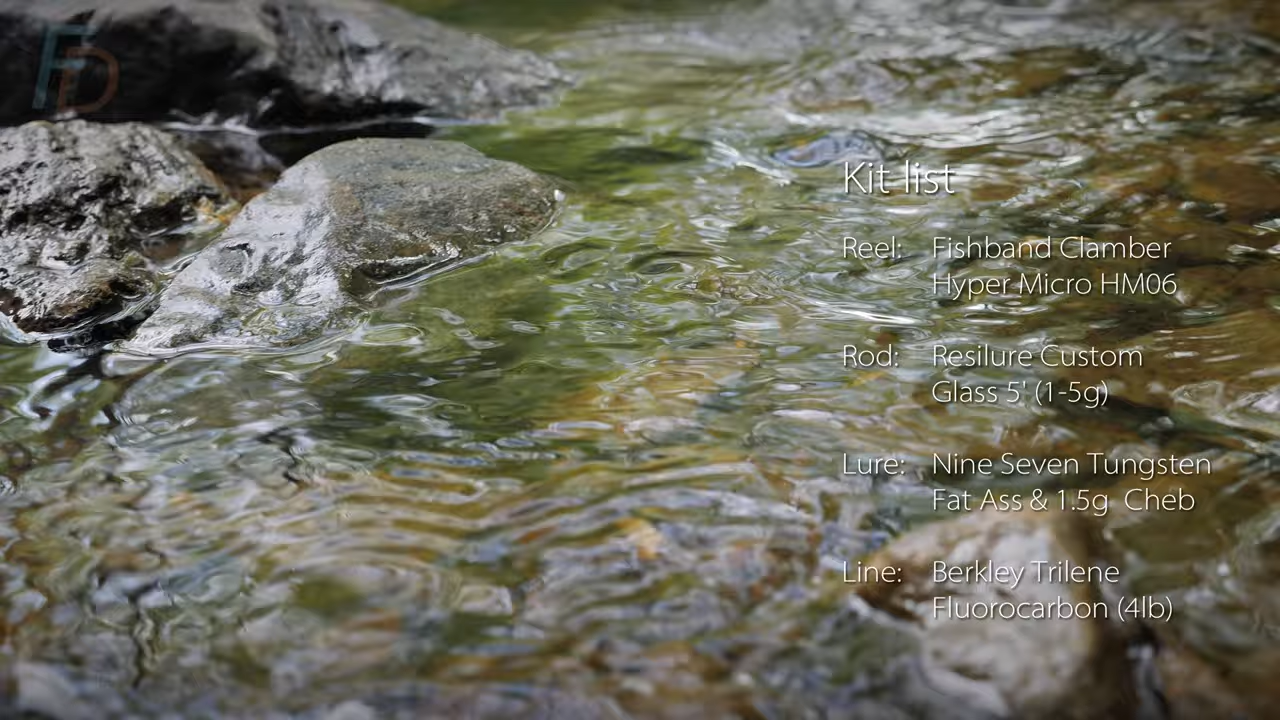 FD
Kit list
Reel: Fishband Clamber
Hyper Micro HM06
Rod: Resilure Custom
Glass 5' (1-5g)
Lure: Nine Seven Tungsten
Fat Ass & 1.5g Cheb
Line: Berkley Trilene
Fluorocarbon (4lb)